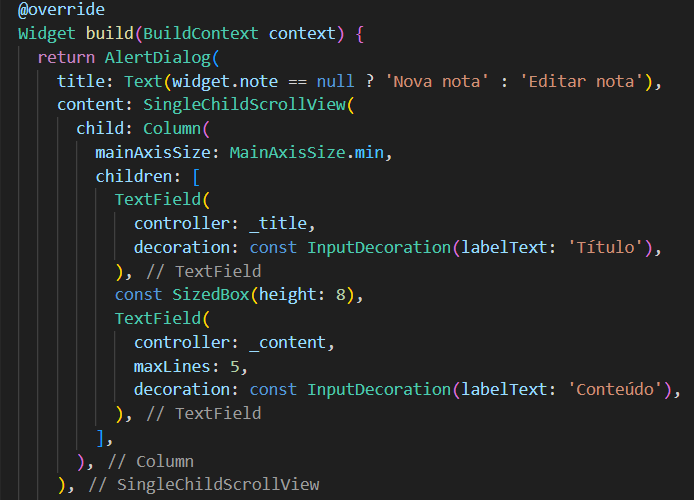 @override
Widget build(BuildContext context) {
  return AlertDialog(
    title: Text(widget.note == null ? 'Nova nota' : 'Editar nota'),
    content: SingleChildScrollView(
      child: Column(
        mainAxisSize: MainAxisSize.min,
        children: [
          TextField(
            controller: _title,
            decoration: const InputDecoration(labelText: 'Título'),
          ), // TextField
          const SizedBox(height: 8),
          TextField(
            controller: _content,
            maxLines: 5,
            decoration: const InputDecoration(labelText: 'Conteúdo'),
          ), // TextField
        ],
      ), // Column
    ), // SingleChildScrollView